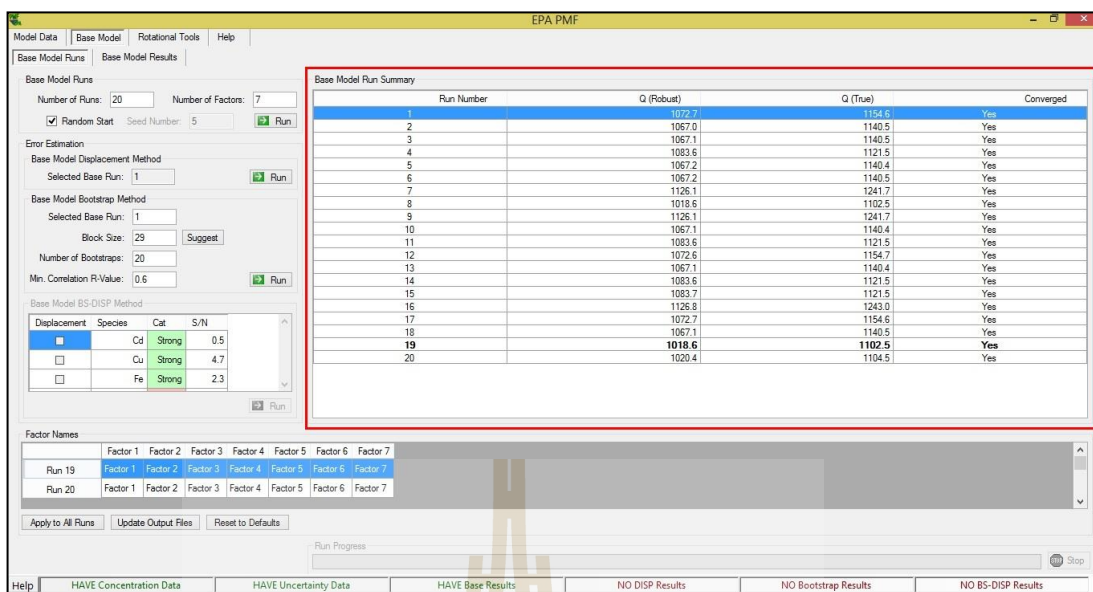 EPA PMF
Model Data Base Model Rotational Tools Help
Base Model Runs Base Model Results
Base Model Runs
Number of Runs: 20 Number of Factors: 7
Random Start Seed Number: 5 Run
Error Estimation
Base Model Displacement Method
Selected Base Run: 1 Run
Base Model Bootstrap Method
Selected Base Run: 1
Block Size: 29 Suggest
Number of Bootstraps: 20
Min. Correlation R-Value: 0.6 Run
Base Model BS-DISP Method
Displacement Species Cat S/N
Cd Strong 0.5
Cu Strong 4.7
Fe Strong 2.3
Run
Base Model Run Summary
Run Number Q (Robust) Q (True) Converged
1 1072.7 1154.6 Yes
2 1067.0 1140.5 Yes
3 1067.1 1140.5 Yes
4 1083.6 1121.5 Yes
5 1067.2 1140.4 Yes
6 1067.2 1140.5 Yes
7 1126.1 1241.7 Yes
8 1018.6 1102.5 Yes
9 1126.1 1241.7 Yes
10 1067.1 1140.4 Yes
11 1083.6 1121.5 Yes
12 1072.6 1154.7 Yes
13 1067.1 1140.4 Yes
14 1083.6 1121.5 Yes
15 1083.7 1121.5 Yes
16 1126.8 1243.0 Yes
17 1072.7 1154.6 Yes
18 1067.1 1140.5 Yes
19 1018.6 1102.5 Yes
20 1020.4 1104.5 Yes
Factor Names
Factor 1 Factor 2 Factor 3 Factor 4 Factor 5 Factor 6 Factor 7
Run 19 Factor 1 Factor 2 Factor 3 Factor 4 Factor 5 Factor 6 Factor 7
Run 20 Factor 1 Factor 2 Factor 3 Factor 4 Factor 5 Factor 6 Factor 7
Apply to All Runs Update Output Files Reset to Defaults
Run Progress
Stop
Help HAVE Concentration Data HAVE Uncertainty Data HAVE Base Results NO DISP Results NO Bootstrap Results NO BS-DISP Results